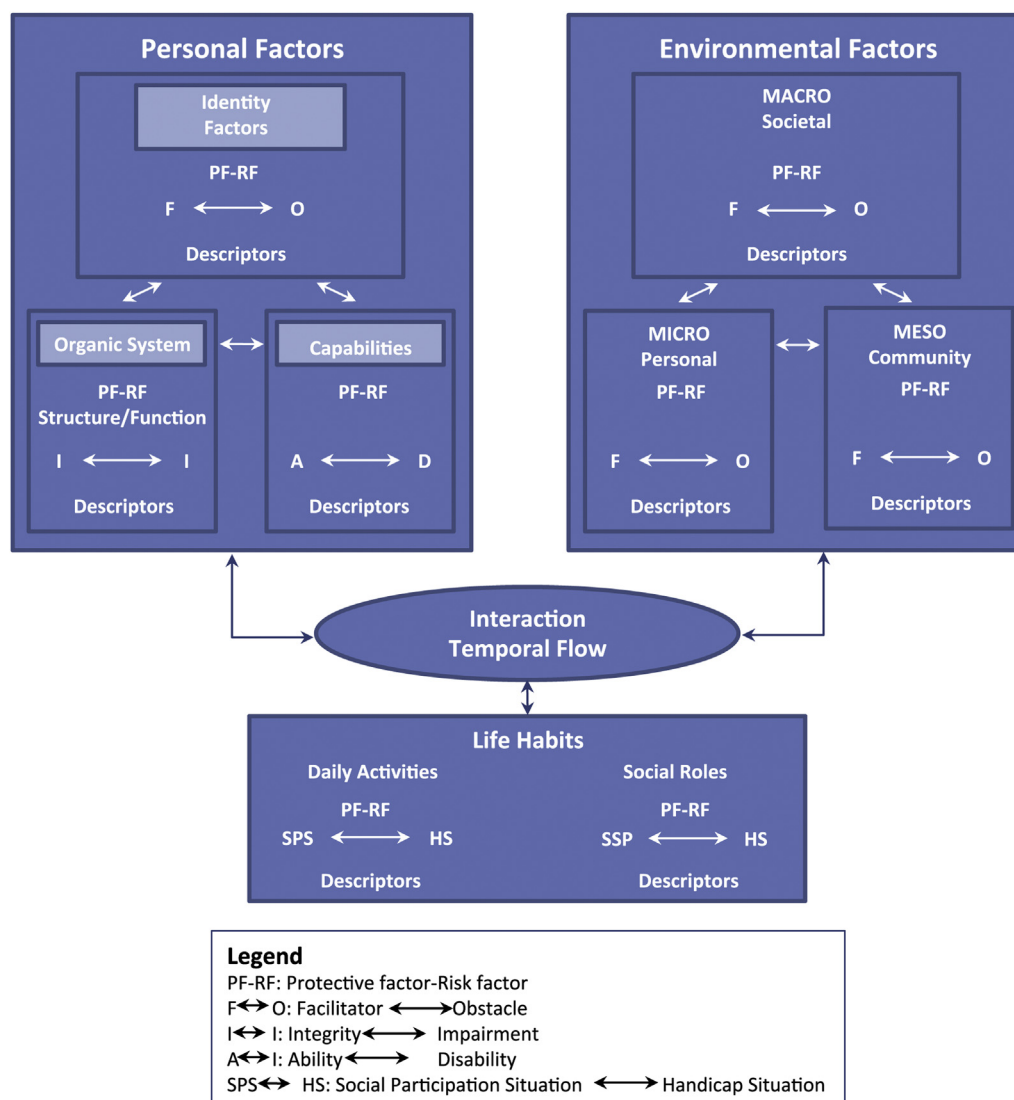 Personal Factors
Identity
Factors
PF-RF
F ⟷ O
Descriptors
Organic System
PF-RF
Structure/Function
I ⟷ I
Descriptors
Capabilities
PF-RF
A ⟷ D
Descriptors
Environmental Factors
MACRO
Societal
PF-RF
F ⟷ O
Descriptors
MICRO
Personal
PF-RF
F ⟷ O
Descriptors
MESO
Community
PF-RF
F ⟷ O
Descriptors
Interaction
Temporal Flow
Life Habits
Daily Activities
PF-RF
SPS ⟷ HS
Descriptors
Social Roles
PF-RF
SSP ⟷ HS
Descriptors
Legend
PF-RF: Protective factor-Risk factor
F⟷ O: Facilitator ⟷ Obstacle
I⟷ I: Integrity ⟷ Impairment
A⟷ I: Ability ⟷ Disability
SPS⟷ HS: Social Participation Situation ⟷ Handicap Situation